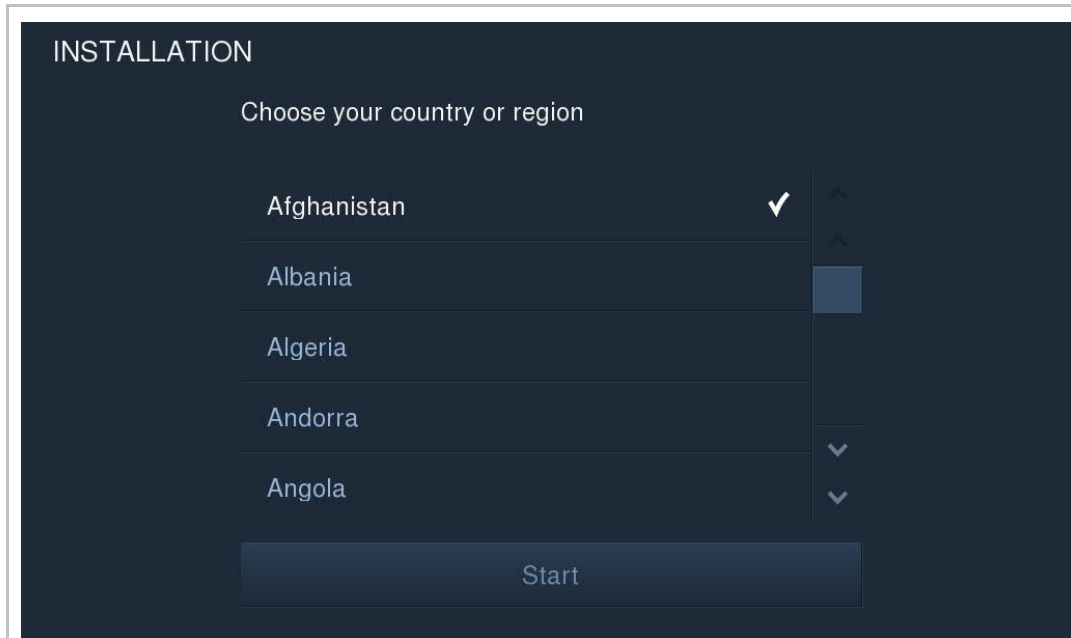 INSTALLATION
Choose your country or region
Afghanistan
Albania
Algeria
Andorra
Angola
Start